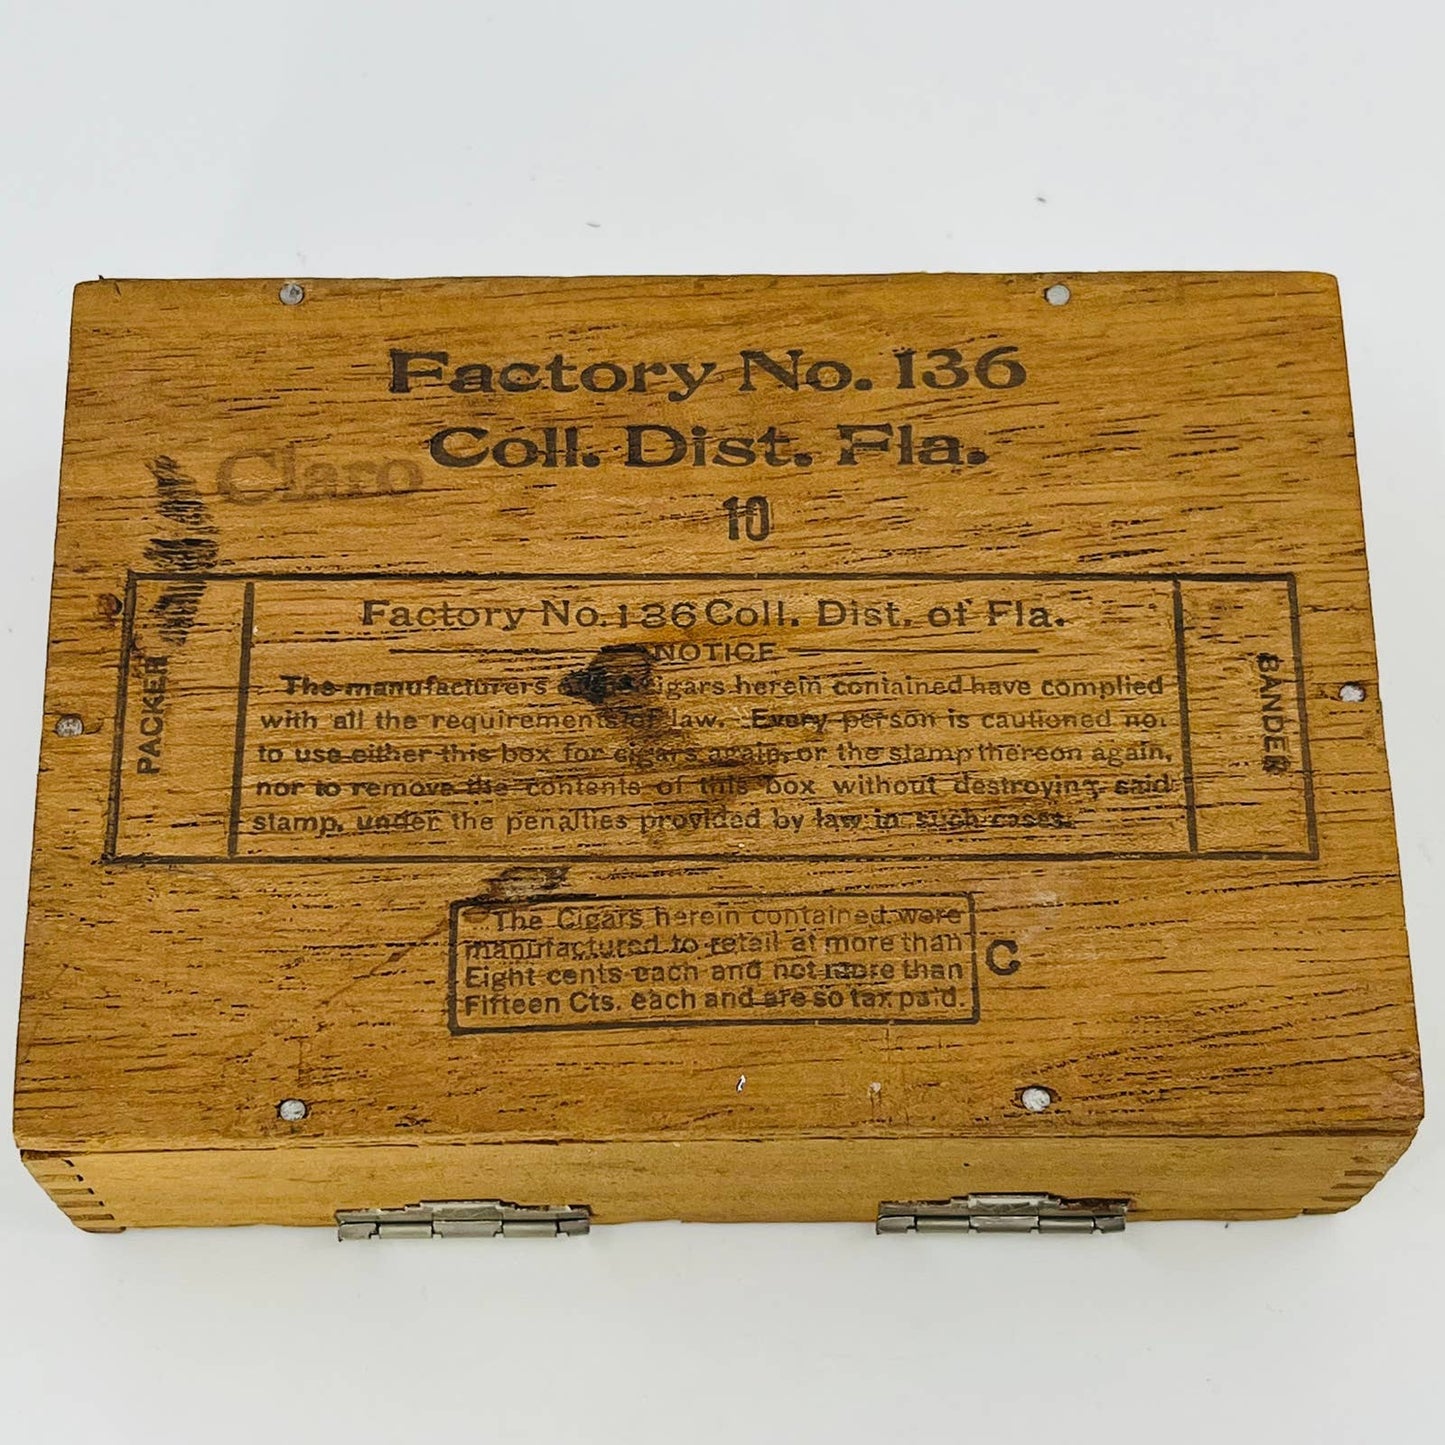 Factory No. 136
Coll. Dist. Fla.
Claro
10
PACKER
Factory No. 136 Coll. Dist. of Fla.
NOTICE
The manufacturers of the Cigars herein contained have complied
with all the requirements of law. Every person is cautioned no.
to use either this box for cigars again, or the stamp thereon again,
nor to remove the contents of this box without destroying said
stamp, under the penalties provided by law in such cases.
BANDER
The Cigars herein contained were
manufactured to retail at more than
Eight cents each and not more than
Fifteen Cts. each and are so tax paid.
C